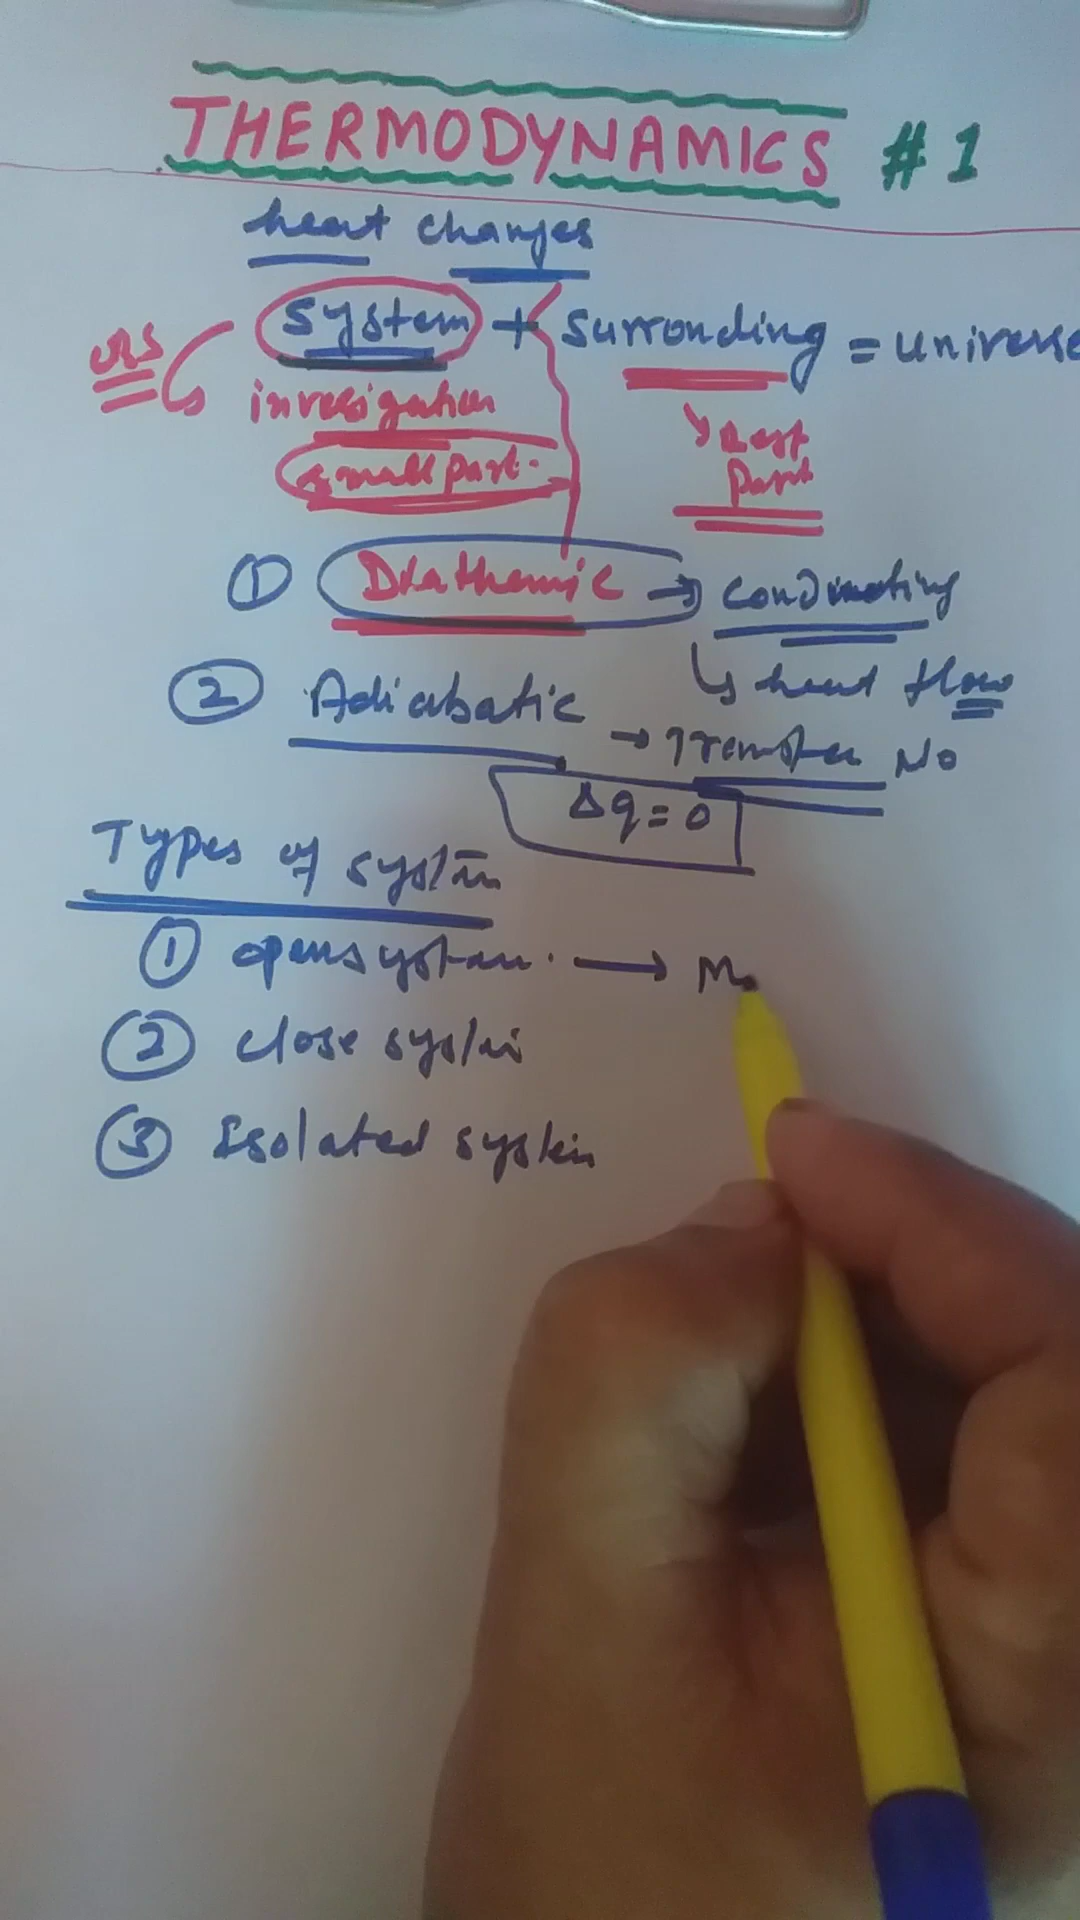 THERMODYNAMICS #1
heat changes
system + surronding = universe
investigation
small part.
Rest
Part
① Diathemic → conducting
↳ heat flow
② Adiabatic → Transfer No
Δq = 0
Types of system
① open system. → M
② close system
③ Isolated system